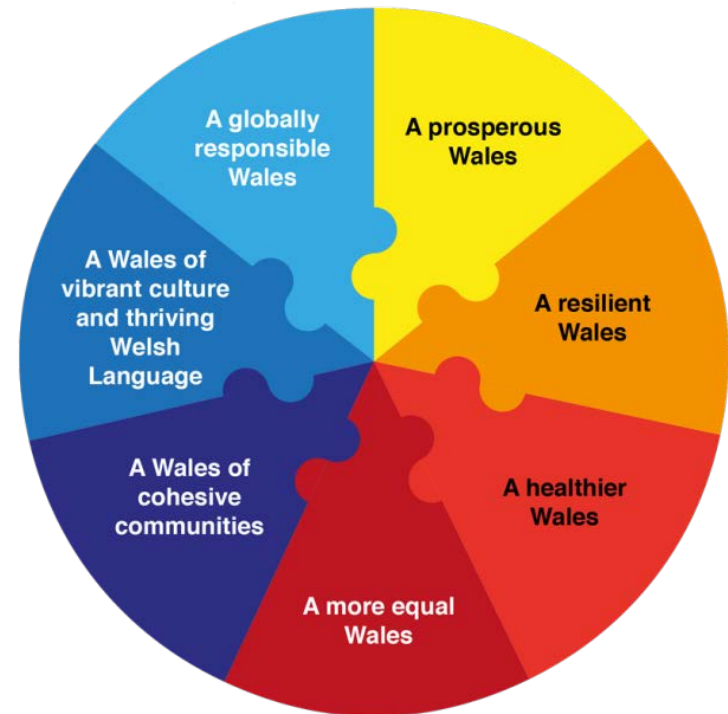 A prosperous
Wales
A resilient
Wales
A healthier
Wales
A more equal
Wales
A Wales of
cohesive
communities
A Wales of
vibrant culture
and thriving
Welsh
Language
A globally
responsible
Wales